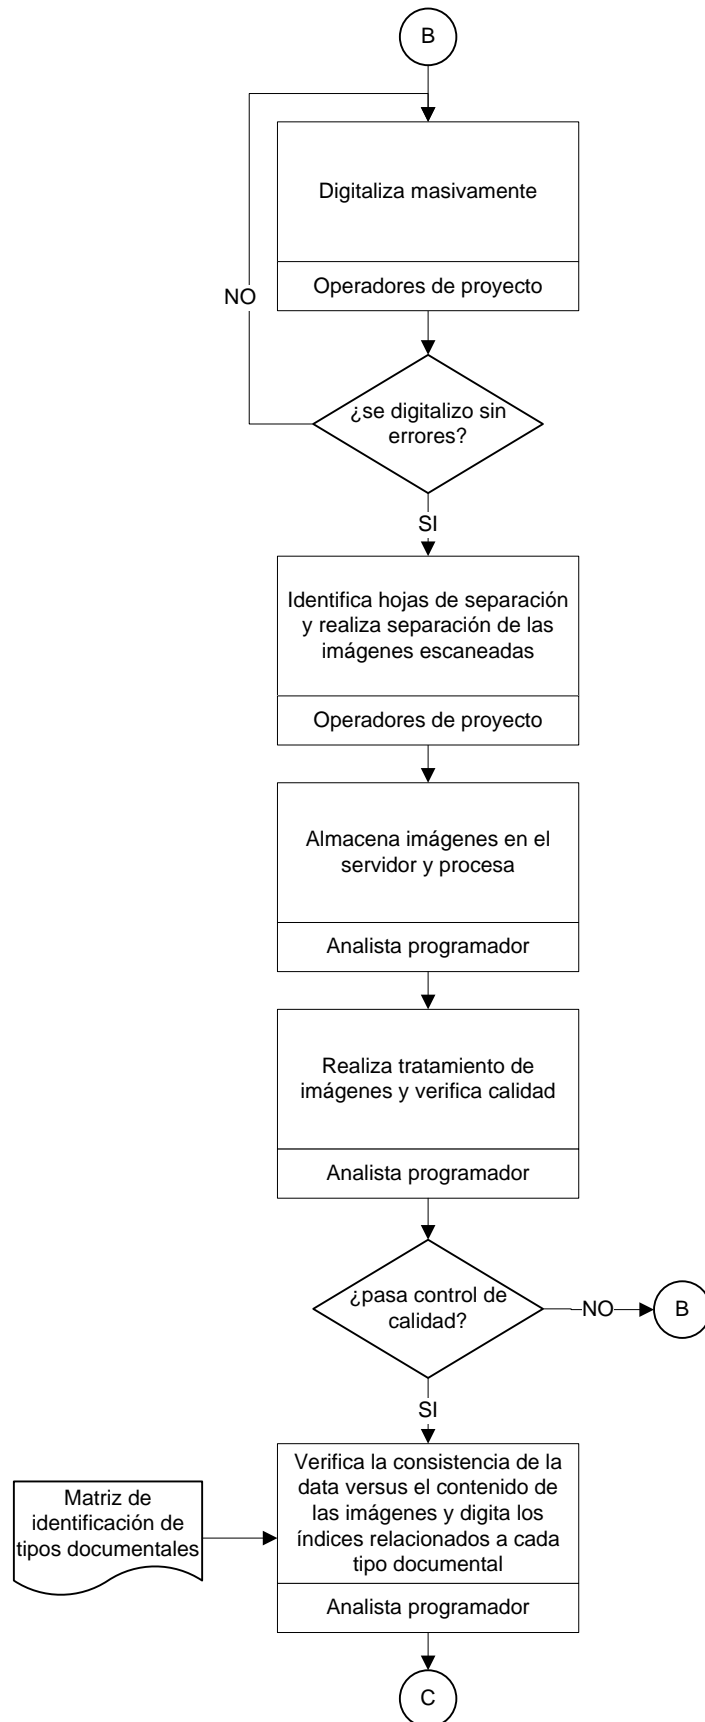 B
Digitaliza masivamente
Operadores de proyecto
NO
¿se digitalizo sin
errores?
SI
Identifica hojas de separación
y realiza separación de las
imágenes escaneadas
Operadores de proyecto
Almacena imágenes en el
servidor y procesa
Analista programador
Realiza tratamiento de
imágenes y verifica calidad
Analista programador
¿pasa control de
calidad?
NO
B
SI
Matriz de
identificación de
tipos documentales
Verifica la consistencia de la
data versus el contenido de
las imágenes y digita los
índices relacionados a cada
tipo documental
Analista programador
C